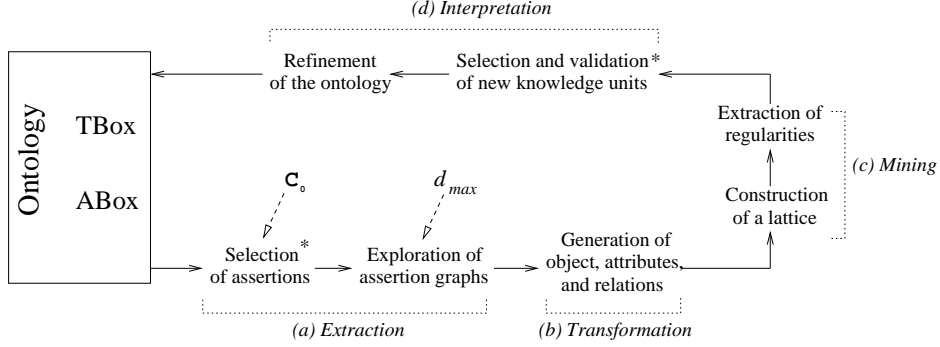 (d) Interpretation
Refinement
of the ontology
Selection and validation*
of new knowledge units
Ontology
TBox
ABox
Extraction of
regularities
(c) Mining
Construction
of a lattice
C₀
d max
Selection*
of assertions
Exploration of
assertion graphs
Generation of
object, attributes,
and relations
(a) Extraction
(b) Transformation